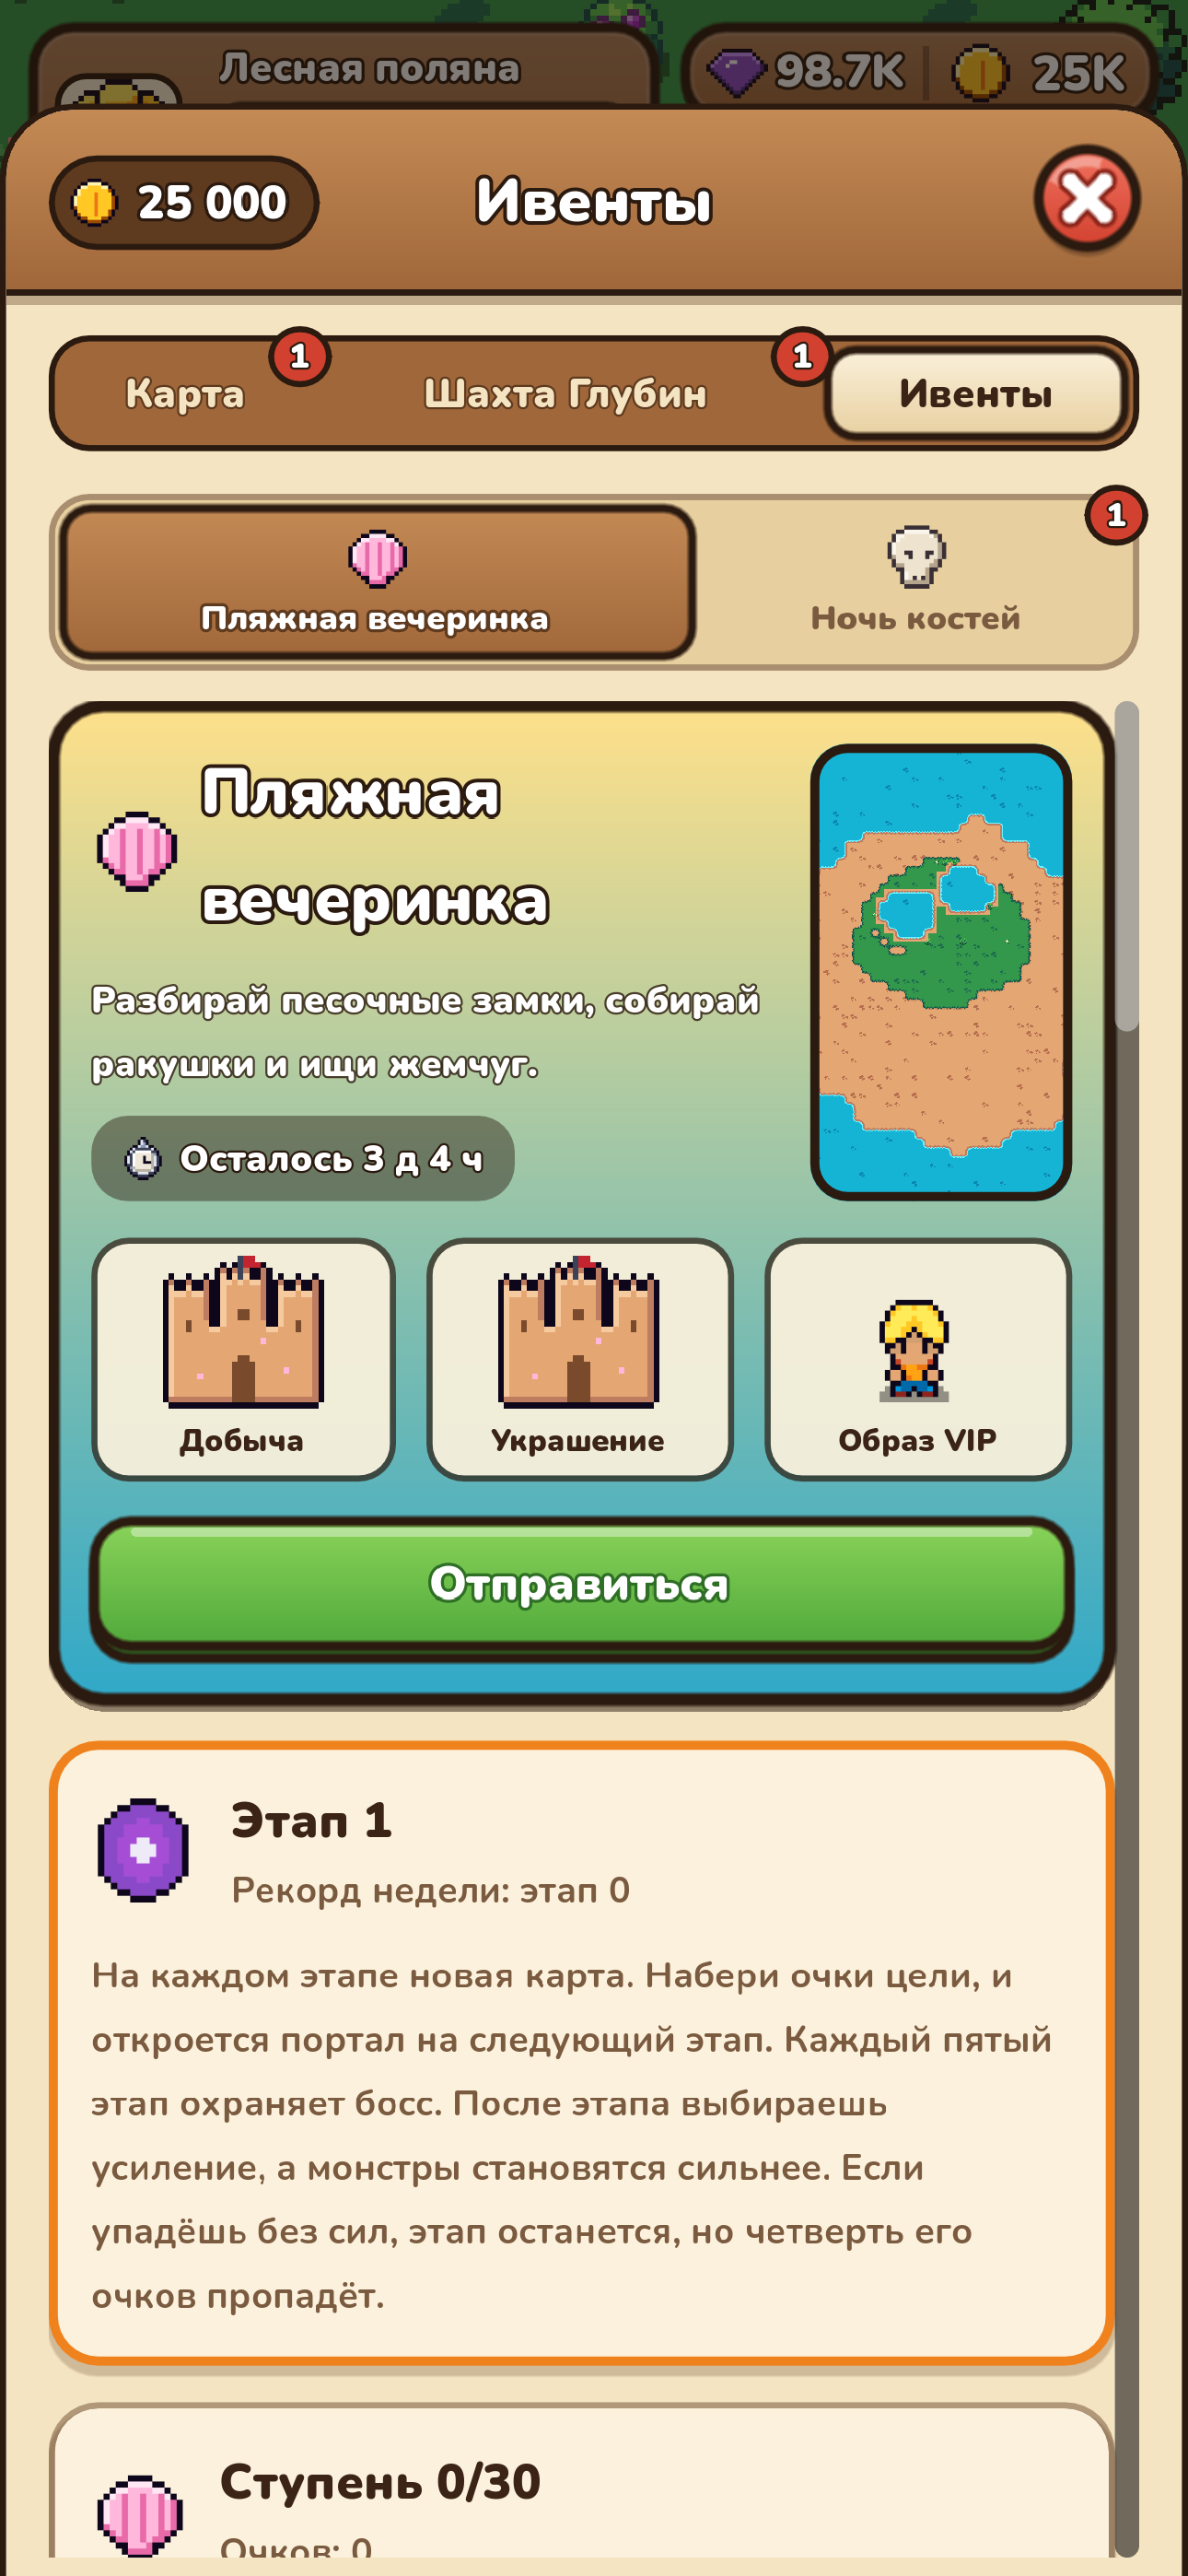 Лесная поляна
98.7K
25K
25 000
Ивенты
Карта
1
Шахта Глубин
1
Ивенты
Пляжная вечеринка
Ночь костей
1
Пляжная
вечеринка
Разбирай песочные замки, собирай
ракушки и ищи жемчуг.
Осталось 3 д 4 ч
Добыча
Украшение
Образ VIP
Отправиться
Этап 1
Рекорд недели: этап 0
На каждом этапе новая карта. Набери очки цели, и
откроется портал на следующий этап. Каждый пятый
этап охраняет босс. После этапа выбираешь
усиление, а монстры становятся сильнее. Если
упадёшь без сил, этап останется, но четверть его
очков пропадёт.
Ступень 0/30
Очков: 0